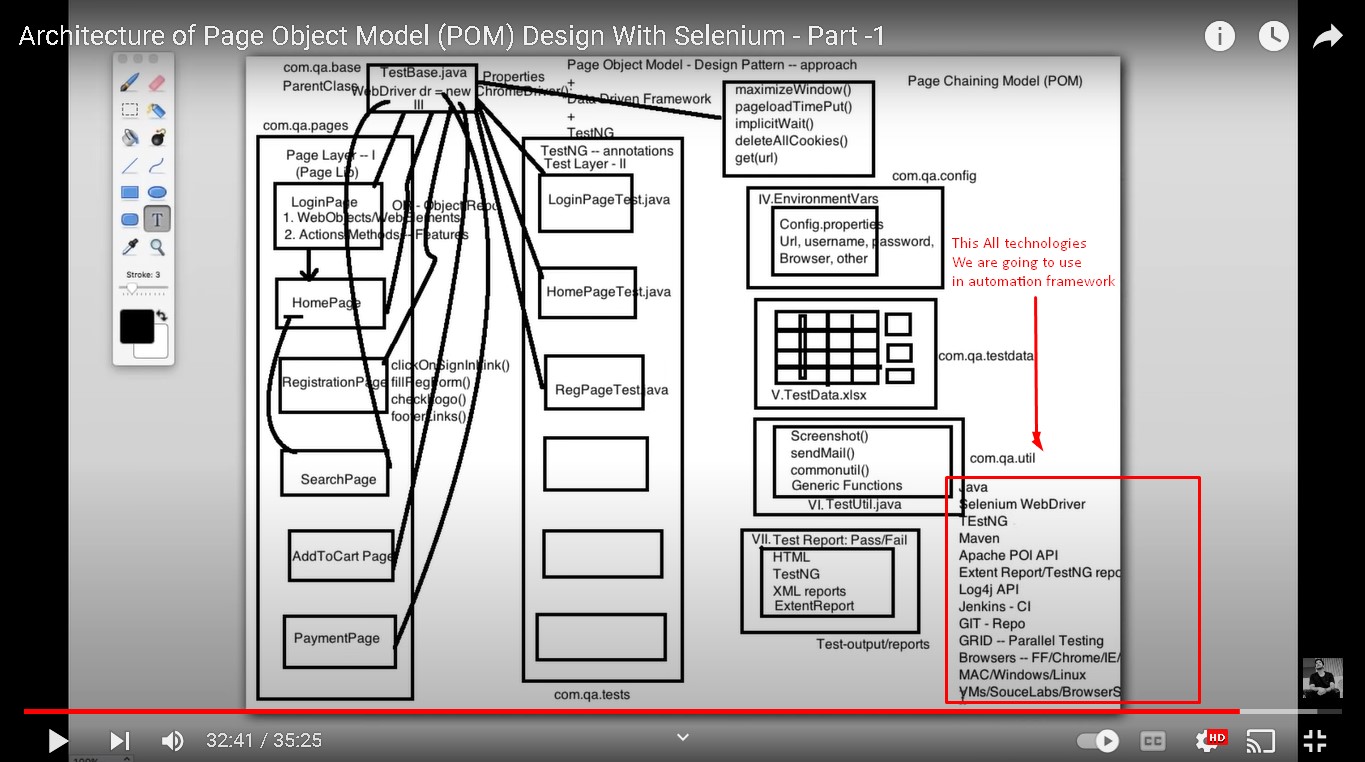 Architecture of Page Object Model (POM) Design With Selenium - Part -1
com.qa.base
ParentClass
TestBase.java
WebDriver dr = new ChromeDriver();
III
Properties
Page Object Model - Design Pattern -- approach
+
Data Driven Framework
+
TestNG
maximizeWindow()
pageloadTimePut()
implicitWait()
deleteAllCookies()
get(url)
Page Chaining Model (POM)
com.qa.pages
Page Layer -- I
(Page Lib)
LoginPage
1. WebObjects/WebElements
2. Actions/Methods -- Features
OR - Object Repo
HomePage
RegistrationPage
clickOnSignInLink()
fillRegForm()
checkLogo()
footerLinks()
SearchPage
AddToCart Page
PaymentPage
TestNG -- annotations
Test Layer - II
LoginPageTest.java
HomePageTest.java
RegPageTest.java
com.qa.tests
com.qa.config
IV.EnvironmentVars
Config.properties
Url, username, password,
Browser, other
This All technologies
We are going to use
in automation framework
com.qa.testdata
V.TestData.xlsx
Screenshot()
sendMail()
commonutil()
Generic Functions
VI. TestUtil.java
com.qa.util
VII. Test Report: Pass/Fail
HTML
TestNG
XML reports
ExtentReport
Test-output/reports
Java
Selenium WebDriver
TEstNG
Maven
Apache POI API
Extent Report/TestNG repo
Log4j API
Jenkins - CI
GIT - Repo
GRID -- Parallel Testing
Browsers -- FF/Chrome/IE/
MAC/Windows/Linux
VMs/SouceLabs/BrowserS
T
Stroke: 3
32:41 / 35:25
CC
HD
100%